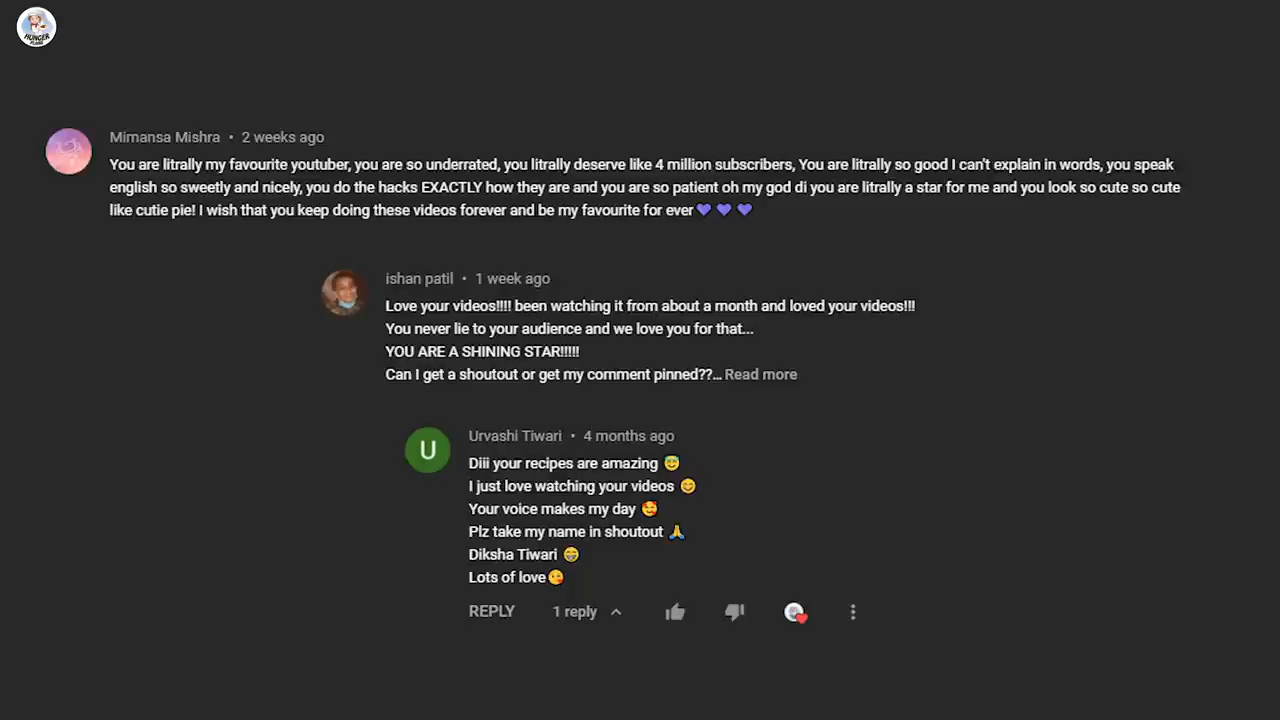 HUNGER
PLANS
Mimansa Mishra • 2 weeks ago
You are litrally my favourite youtuber, you are so underrated, you litrally deserve like 4 million subscribers, You are litrally so good I can't explain in words, you speak
english so sweetly and nicely, you do the hacks EXACTLY how they are and you are so patient oh my god di you are litrally a star for me and you look so cute so cute
like cutie pie! I wish that you keep doing these videos forever and be my favourite for ever💜 💜 💜
ishan patil • 1 week ago
Love your videos!!!! been watching it from about a month and loved your videos!!!
You never lie to your audience and we love you for that...
YOU ARE A SHINING STAR!!!!!
Can I get a shoutout or get my comment pinned??... Read more
U
Urvashi Tiwari • 4 months ago
Diii your recipes are amazing 😇
I just love watching your videos 😊
Your voice makes my day 🥰
Plz take my name in shoutout 🙏
Diksha Tiwari 😁
Lots of love😘
REPLY 1 reply